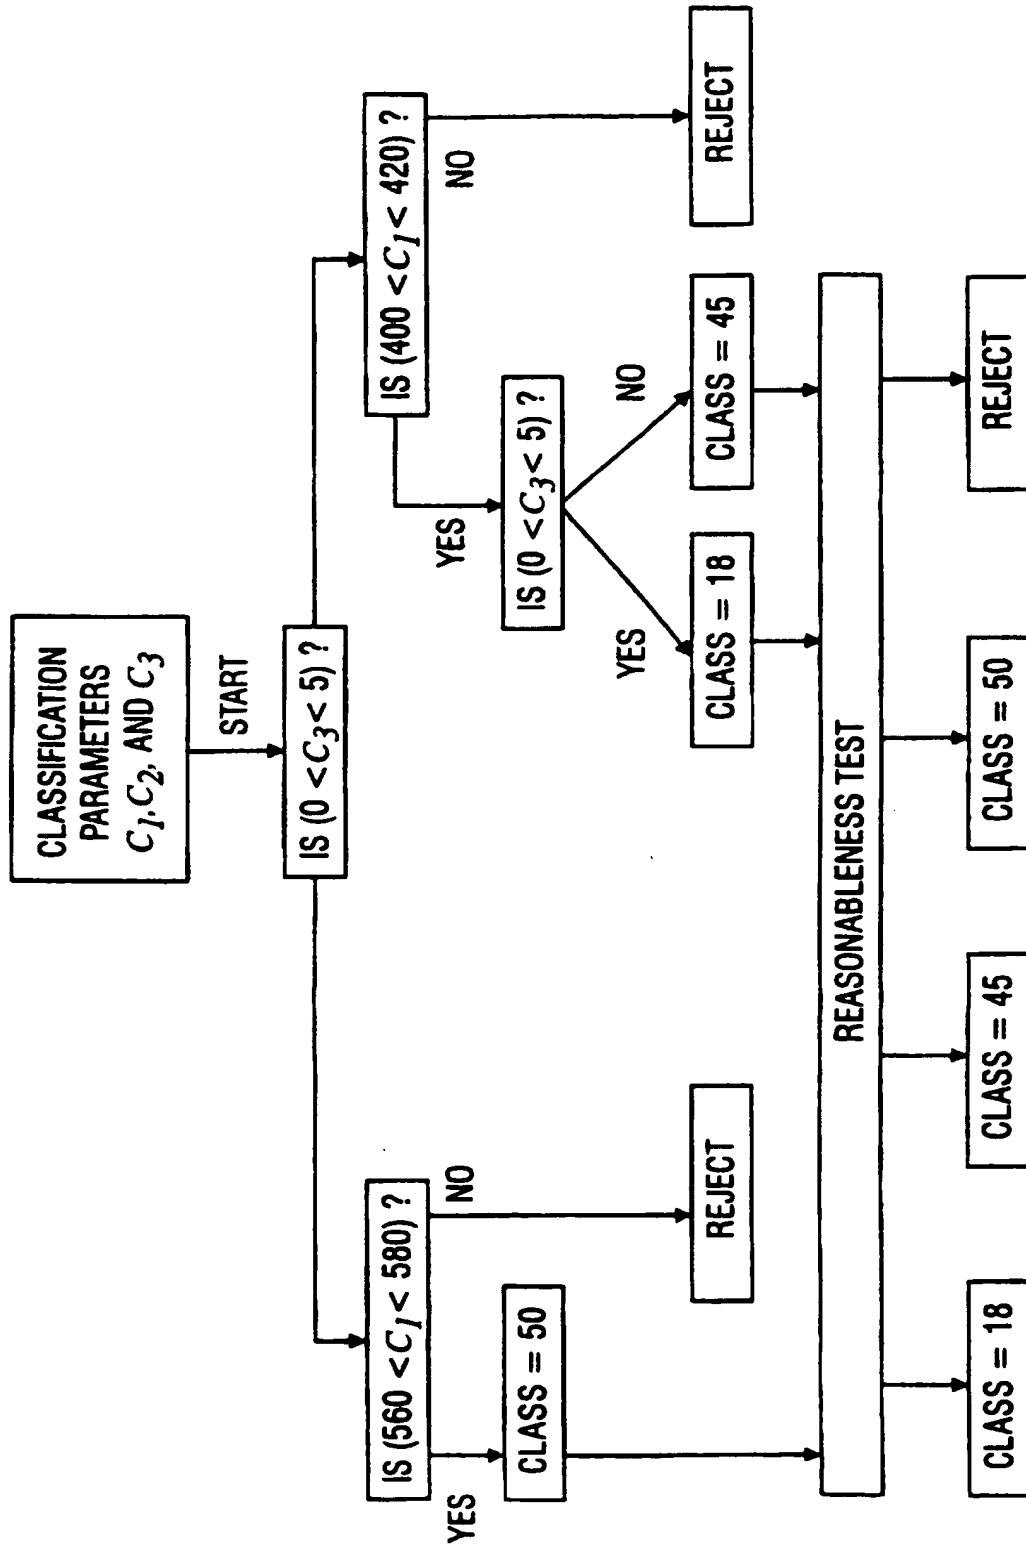 CLASSIFICATION
PARAMETERS
C1, C2, AND C3
START
IS (0 < C3 < 5) ?
IS (560 < C1 < 580) ?
IS (400 < C1 < 420) ?
YES
NO
YES
NO
CLASS = 50
IS (0 < C3 < 5) ?
YES
NO
REJECT
CLASS = 18
CLASS = 45
REJECT
REASONABLENESS TEST
CLASS = 18
CLASS = 45
CLASS = 50
REJECT